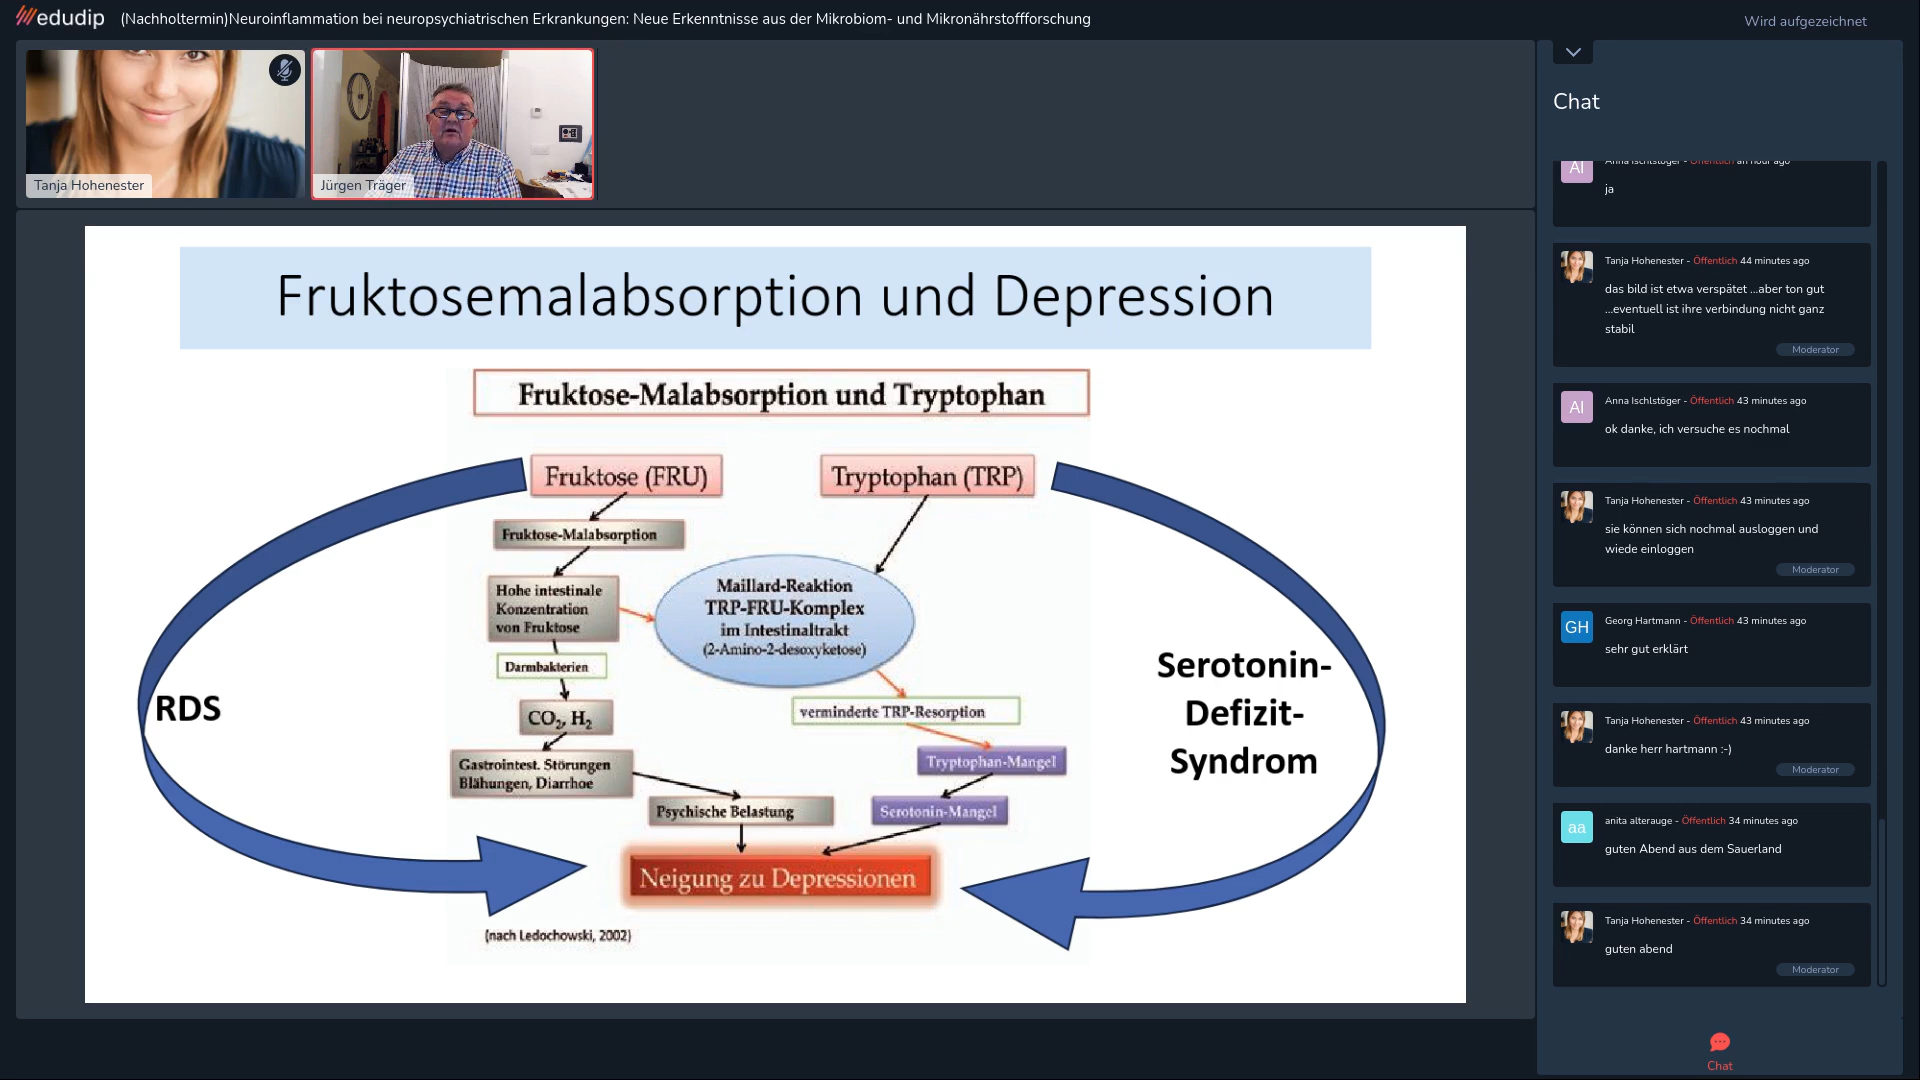 edudip
(Nachholtermin)Neuroinflammation bei neuropsychiatrischen Erkrankungen: Neue Erkenntnisse aus der Mikrobiom- und Mikronährstoffforschung
Wird aufgezeichnet
Tanja Hohenester
Jürgen Träger
Fruktosemalabsorption und Depression
Fruktose-Malabsorption und Tryptophan
Fruktose (FRU)
Tryptophan (TRP)
Fruktose-Malabsorption
Hohe intestinale
Konzentration
von Fruktose
Maillard-Reaktion
TRP-FRU-Komplex
im Intestinaltrakt
(2-Amino-2-desoxyketose)
Darmbakterien
CO₂, H₂
verminderte TRP-Resorption
Gastrointest. Störungen
Blähungen, Diarrhoe
Tryptophan-Mangel
Psychische Belastung
Serotonin-Mangel
Neigung zu Depressionen
(nach Ledochowski, 2002)
RDS
Serotonin-
Defizit-
Syndrom
Chat
AI
Anna Ischlstöger - Öffentlich an hour ago
ja
Tanja Hohenester - Öffentlich 44 minutes ago
das bild ist etwa verspätet ...aber ton gut
...eventuell ist ihre verbindung nicht ganz
stabil
Moderator
AI
Anna Ischlstöger - Öffentlich 43 minutes ago
ok danke, ich versuche es nochmal
Tanja Hohenester - Öffentlich 43 minutes ago
sie können sich nochmal ausloggen und
wiede einloggen
Moderator
GH
Georg Hartmann - Öffentlich 43 minutes ago
sehr gut erklärt
Tanja Hohenester - Öffentlich 43 minutes ago
danke herr hartmann :-)
Moderator
aa
anita alterauge - Öffentlich 34 minutes ago
guten Abend aus dem Sauerland
Tanja Hohenester - Öffentlich 34 minutes ago
guten abend
Moderator
Chat